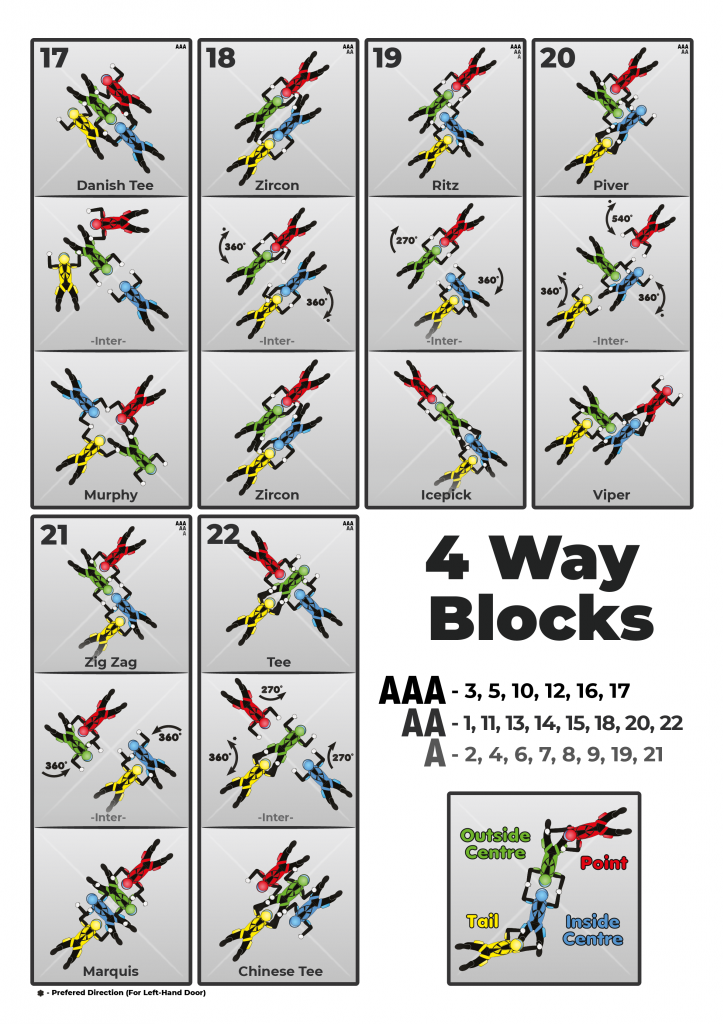 17
AAA
Danish Tee
-Inter-
Murphy
18
AAA
AA
Zircon
360°
360°
-Inter-
Zircon
19
AAA
AA
A
Ritz
270°
360°
-Inter-
Icepick
20
AAA
AA
Piver
540°
360°
360°
-Inter-
Viper
21
AAA
AA
A
Zig Zag
360°
360°
-Inter-
Marquis
22
AAA
AA
Tee
270°
360°
270°
-Inter-
Chinese Tee
4 Way
Blocks
AAA - 3, 5, 10, 12, 16, 17
AA - 1, 11, 13, 14, 15, 18, 20, 22
A - 2, 4, 6, 7, 8, 9, 19, 21
Outside
Centre
Point
Tail
Inside
Centre
- Prefered Direction (For Left-Hand Door)